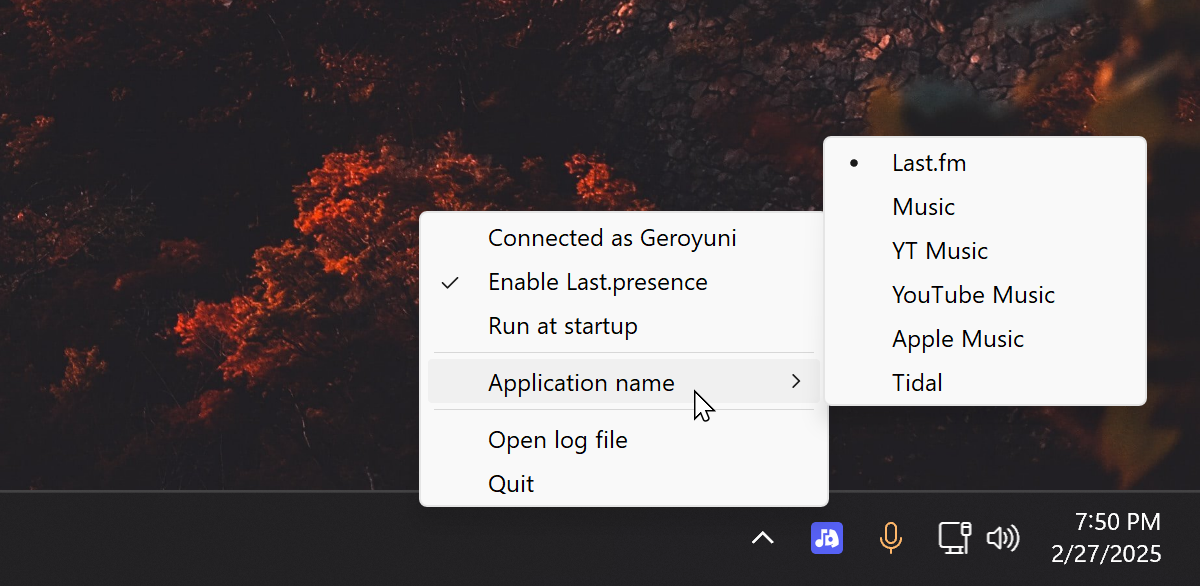 Connected as Geroyuni
Enable Last.presence
Run at startup
Application name
Open log file
Quit
Last.fm
Music
YT Music
YouTube Music
Apple Music
Tidal
7:50 PM
2/27/2025